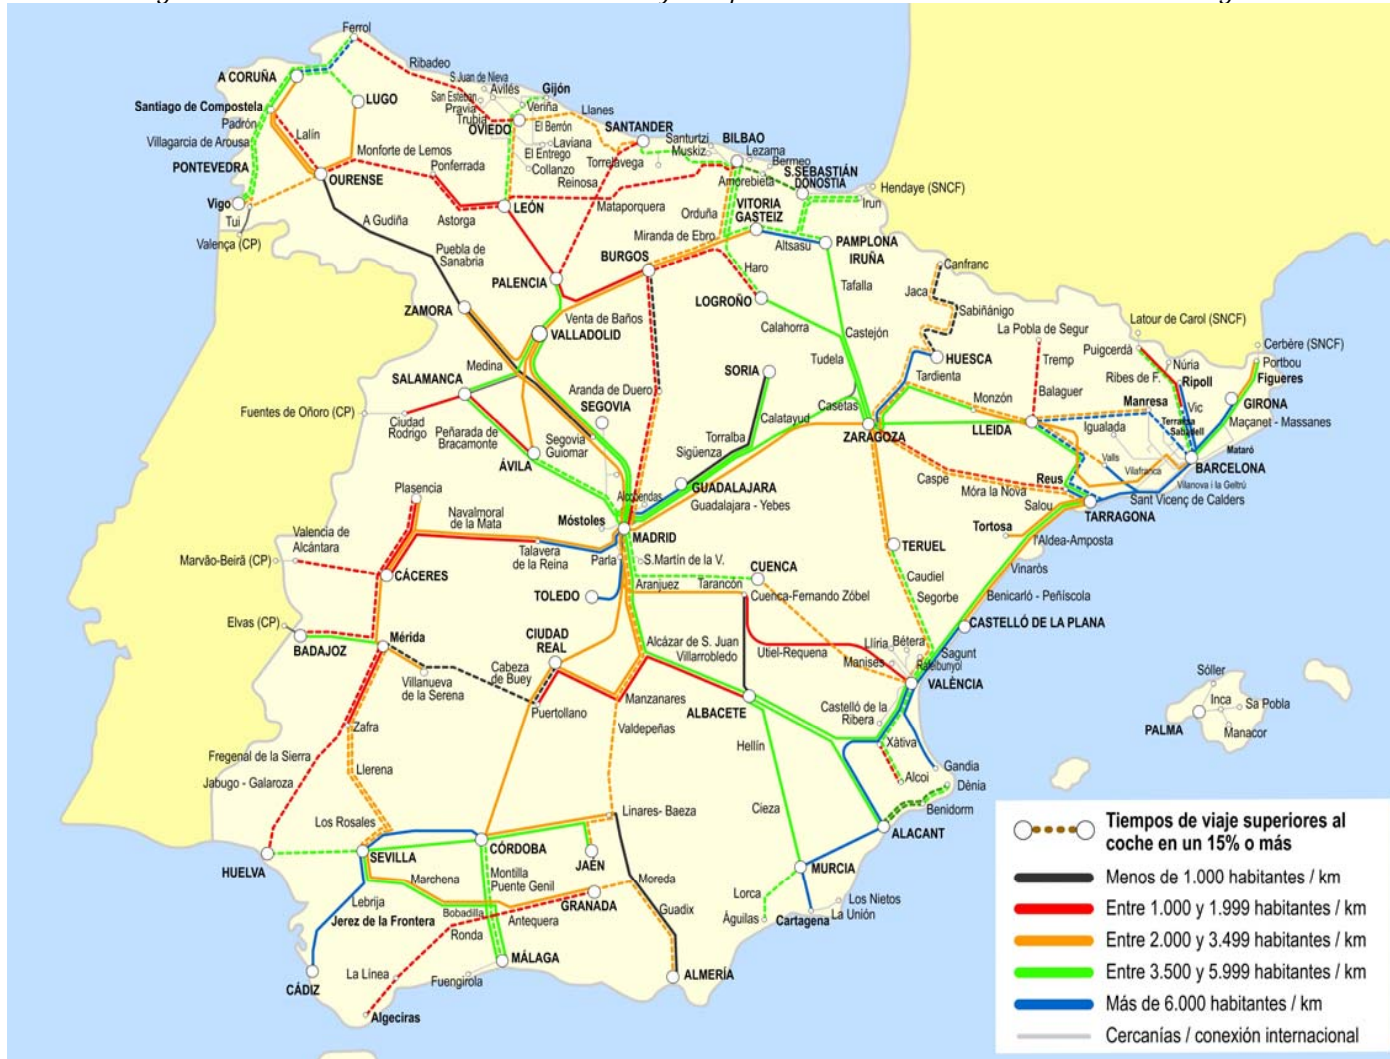 Ferrol
A CORUÑA
Ribadeo
S.Juan de Nieva
Avilés
Gijón
LUGO
San Esteban
Pravia
Trubia
Veriña
Llanes
Santiago de Compostela
Padrón
Lalín
OVIEDO
El Berrón
SANTANDER
Santurtzi
Muskiz
BILBAO
Lezama
Bermeo
Villagarcia de Arousa
Monforte de Lemos
Laviana
El Entrego
Collanzo
Torrelavega
Reinosa
Amorebieta
S.SEBASTIÁN
DONOSTIA
Hendaye (SNCF)
Irun
PONTEVEDRA
OURENSE
Ponferrada
Vigo
Tui
Valença (CP)
A Gudiña
Astorga
LEÓN
Mataporquera
Orduña
VITORIA
GASTEIZ
Miranda de Ebro
Altsasu
PAMPLONA
IRUÑA
Puebla de
Sanabria
PALENCIA
BURGOS
Haro
LOGROÑO
Tafalla
Canfranc
Jaca
Sabiñánigo
ZAMORA
Venta de Baños
VALLADOLID
Calahorra
Castejón
La Pobla de Segur
Latour de Carol (SNCF)
Puigcerdà
Cerbère (SNCF)
Portbou
Medina
SALAMANCA
Aranda de Duero
SEGOVIA
SORIA
Tudela
HUESCA
Tardienta
Tremp
Balaguer
Núria
Ribes de F.
Ripoll
Figueres
Fuentes de Oñoro (CP)
Ciudad
Rodrigo
Peñarada de
Bracamonte
ÁVILA
Segovia
Guiomar
Torralba
Sigüenza
Calatayud
Casetas
ZARAGOZA
Monzón
LLEIDA
Manresa
Igualada
Vic
Terrassa
Sabadell
GIRONA
Maçanet - Massanes
Mataró
BARCELONA
Plasencia
Alcobendas
GUADALAJARA
Guadalajara - Yebes
Caspe
Móra la Nova
Reus
Valls
Vilafranca
Vilanova i la Geltrú
Sant Vicenç de Calders
Salou
TARRAGONA
Navalmoral
de la Mata
Móstoles
MADRID
Tortosa
l'Aldea-Amposta
Valencia de
Alcántara
Marvão-Beirã (CP)
CÁCERES
Talavera
de la Reina
Parla
S.Martín de la V.
TERUEL
Vinaròs
TOLEDO
Aranjuez
Tarancón
CUENCA
Cuenca-Fernando Zóbel
Caudiel
Segorbe
Benicarló - Peñíscola
CASTELLÓ DE LA PLANA
Elvas (CP)
BADAJOZ
Mérida
CIUDAD
REAL
Cabeza
de Buey
Alcázar de S. Juan
Villarrobledo
Utiel-Requena
Llíria
Bétera
Manises
Sagunt
Rafelbunyol
VALÈNCIA
Villanueva
de la Serena
Puertollano
Manzanares
Valdepeñas
ALBACETE
Castelló de la
Ribera
Sóller
Inca
Sa Pobla
PALMA
Manacor
Zafra
Fregenal de la Sierra
Jabugo - Galaroza
Llerena
Hellín
Xàtiva
Alcoi
Gandia
Dènia
Benidorm
Los Rosales
Linares- Baeza
Cieza
ALACANT
HUELVA
SEVILLA
CÓRDOBA
JAÉN
MURCIA
Marchena
Montilla
Puente Genil
Moreda
Lebrija
Jerez de la Frontera
Bobadilla
Antequera
GRANADA
Guadix
Lorca
Águilas
Cartagena
Los Nietos
La Unión
Ronda
MÁLAGA
La Línea
Fuengirola
CÁDIZ
ALMERÍA
Algeciras
Tiempos de viaje superiores al
coche en un 15% o más
Menos de 1.000 habitantes / km
Entre 1.000 y 1.999 habitantes / km
Entre 2.000 y 3.499 habitantes / km
Entre 3.500 y 5.999 habitantes / km
Más de 6.000 habitantes / km
Cercanías / conexión internacional